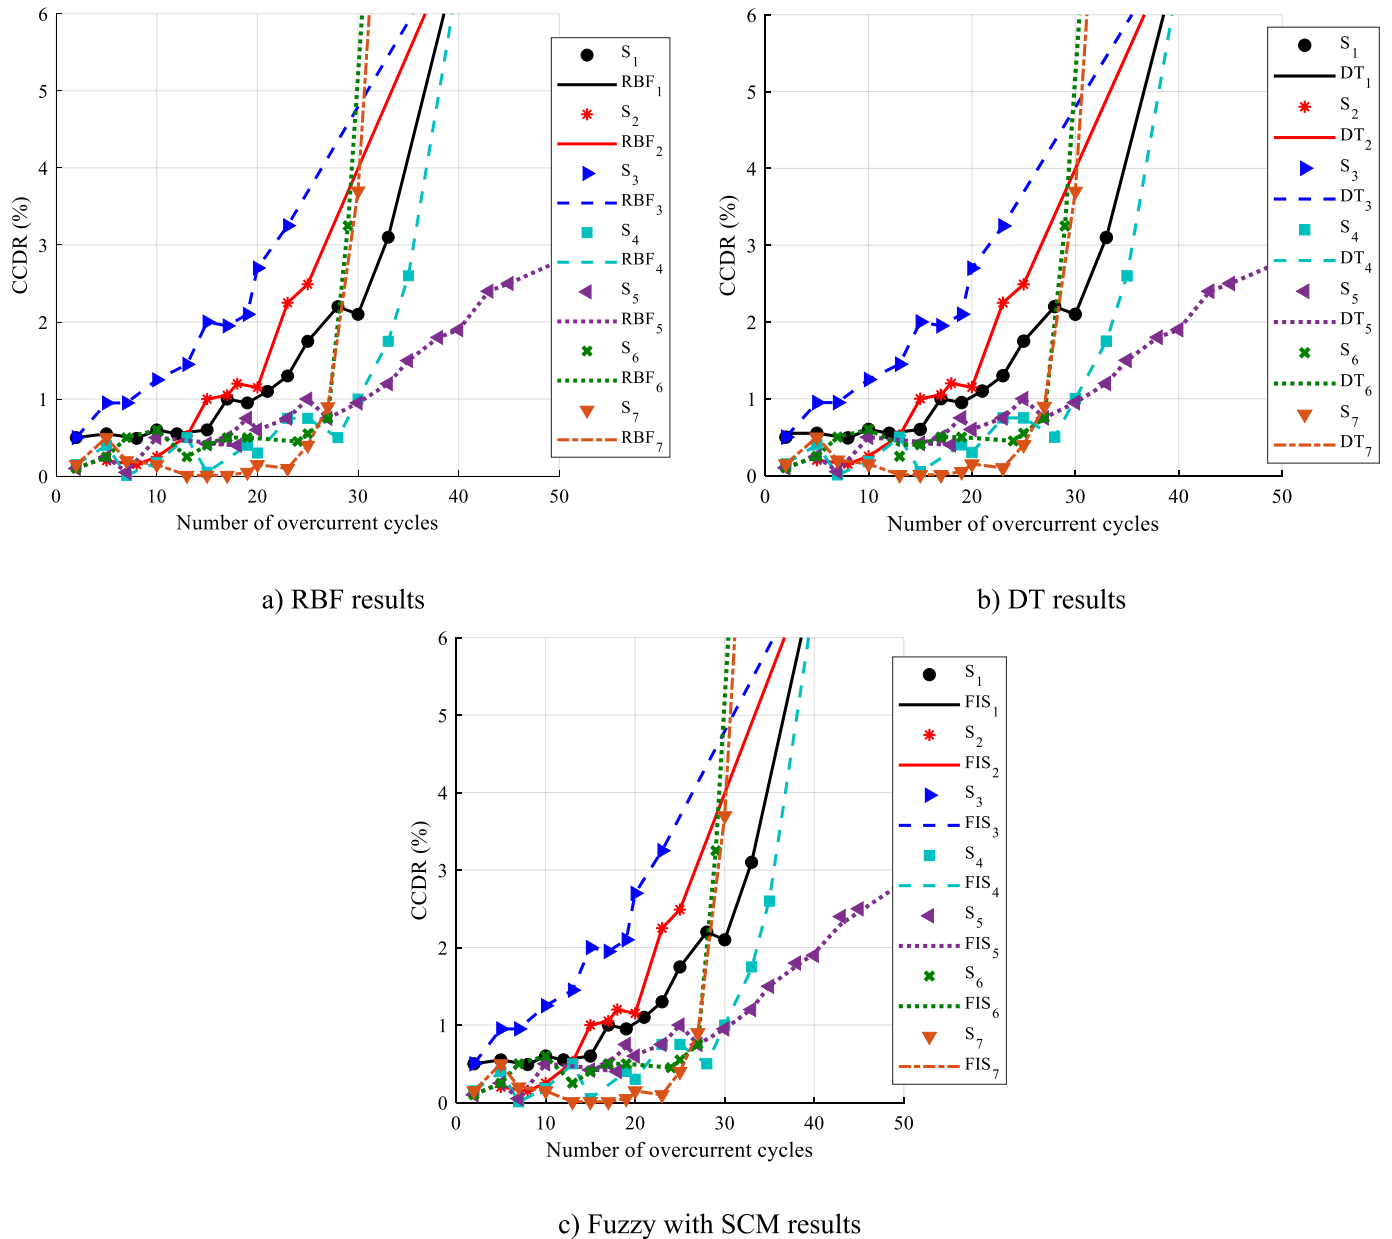 6
5
4
3
2
1
0
CCDR (%)
0 10 20 30 40 50
Number of overcurrent cycles
S1
RBF1
S2
RBF2
S3
RBF3
S4
RBF4
S5
RBF5
S6
RBF6
S7
RBF7
a) RBF results
6
5
4
3
2
1
0
CCDR (%)
0 10 20 30 40 50
Number of overcurrent cycles
S1
DT1
S2
DT2
S3
DT3
S4
DT4
S5
DT5
S6
DT6
S7
DT7
b) DT results
6
5
4
3
2
1
0
CCDR (%)
0 10 20 30 40 50
Number of overcurrent cycles
S1
FIS1
S2
FIS2
S3
FIS3
S4
FIS4
S5
FIS5
S6
FIS6
S7
FIS7
c) Fuzzy with SCM results